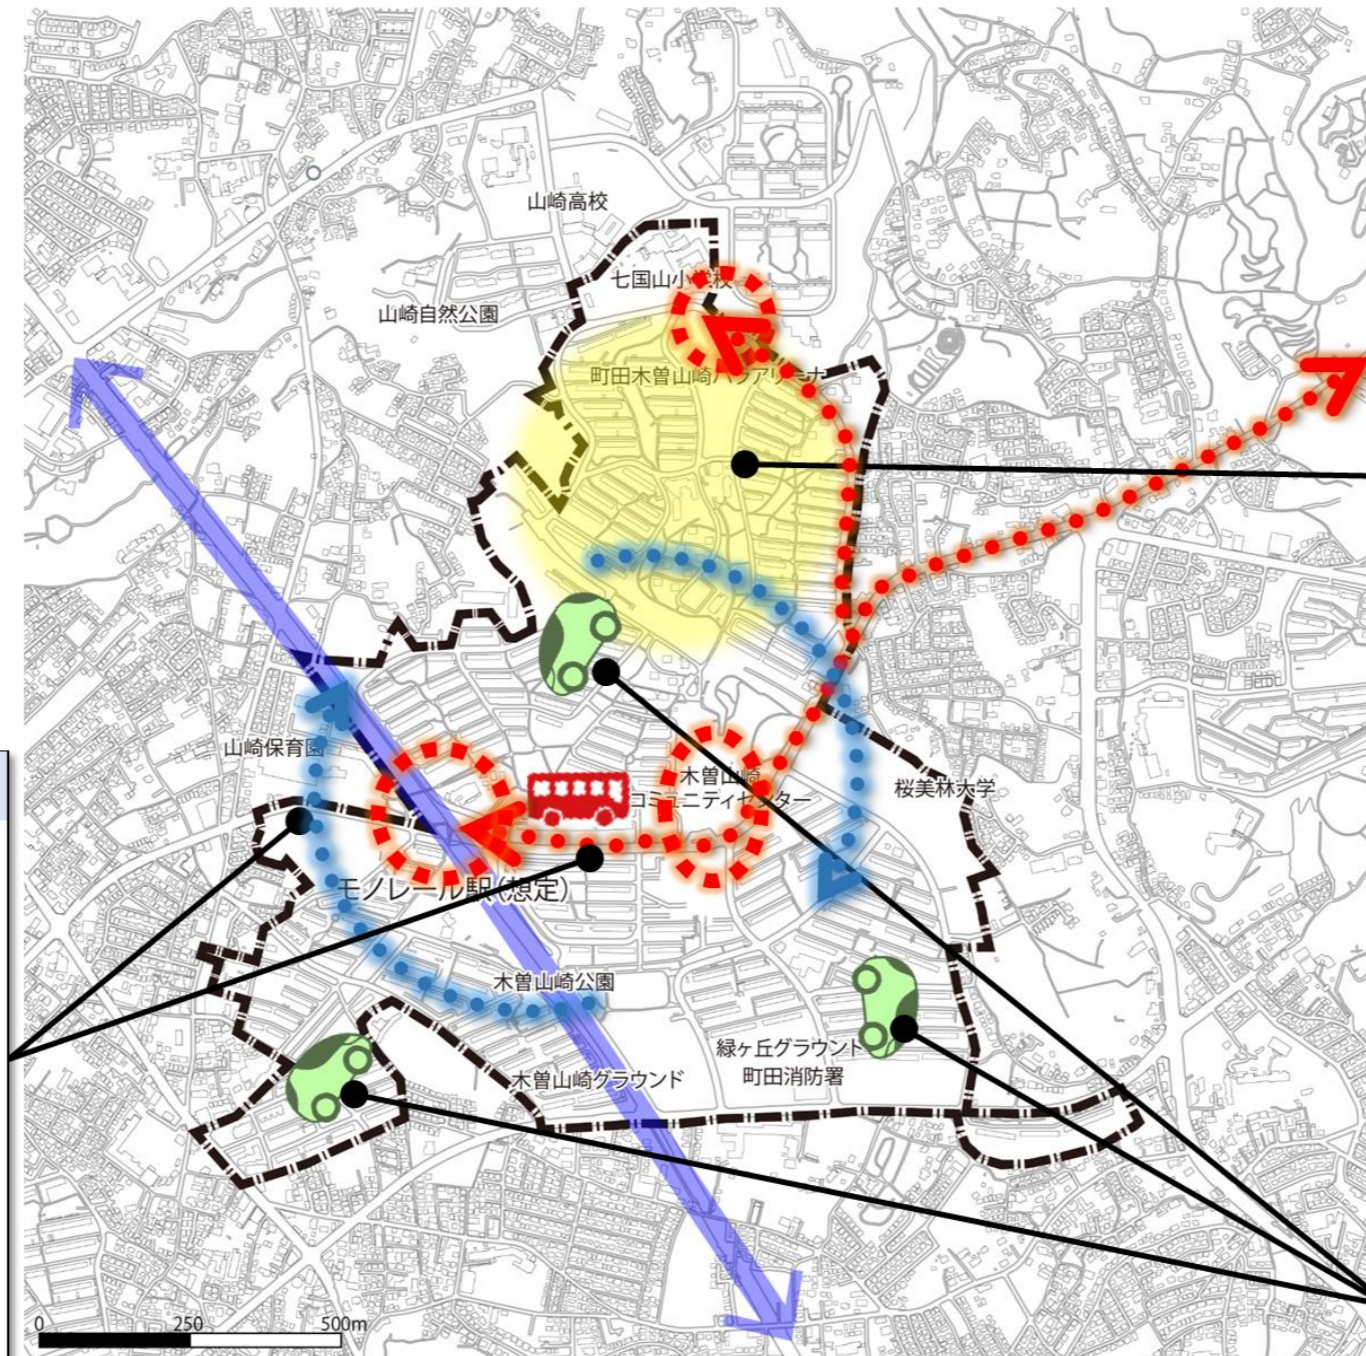 山崎高校
七国山小学校
山崎自然公園
町田木曽山崎パラアリーナ
山崎保育園
木曽山崎
コミュニティセンター
桜美林大学
モノレール駅（想定）
木曽山崎公園
緑ヶ丘グラウンド
町田消防署
木曽山崎グラウンド
0 250 500m